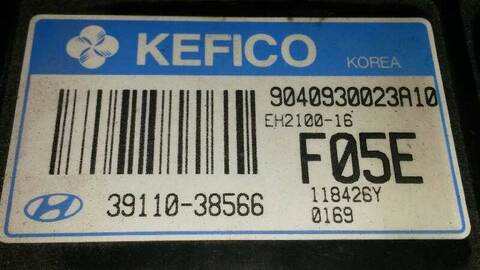 KEFICO
KOREA
9040930023A10
EH2100-16
F05E
39110-38566
118426Y
0169